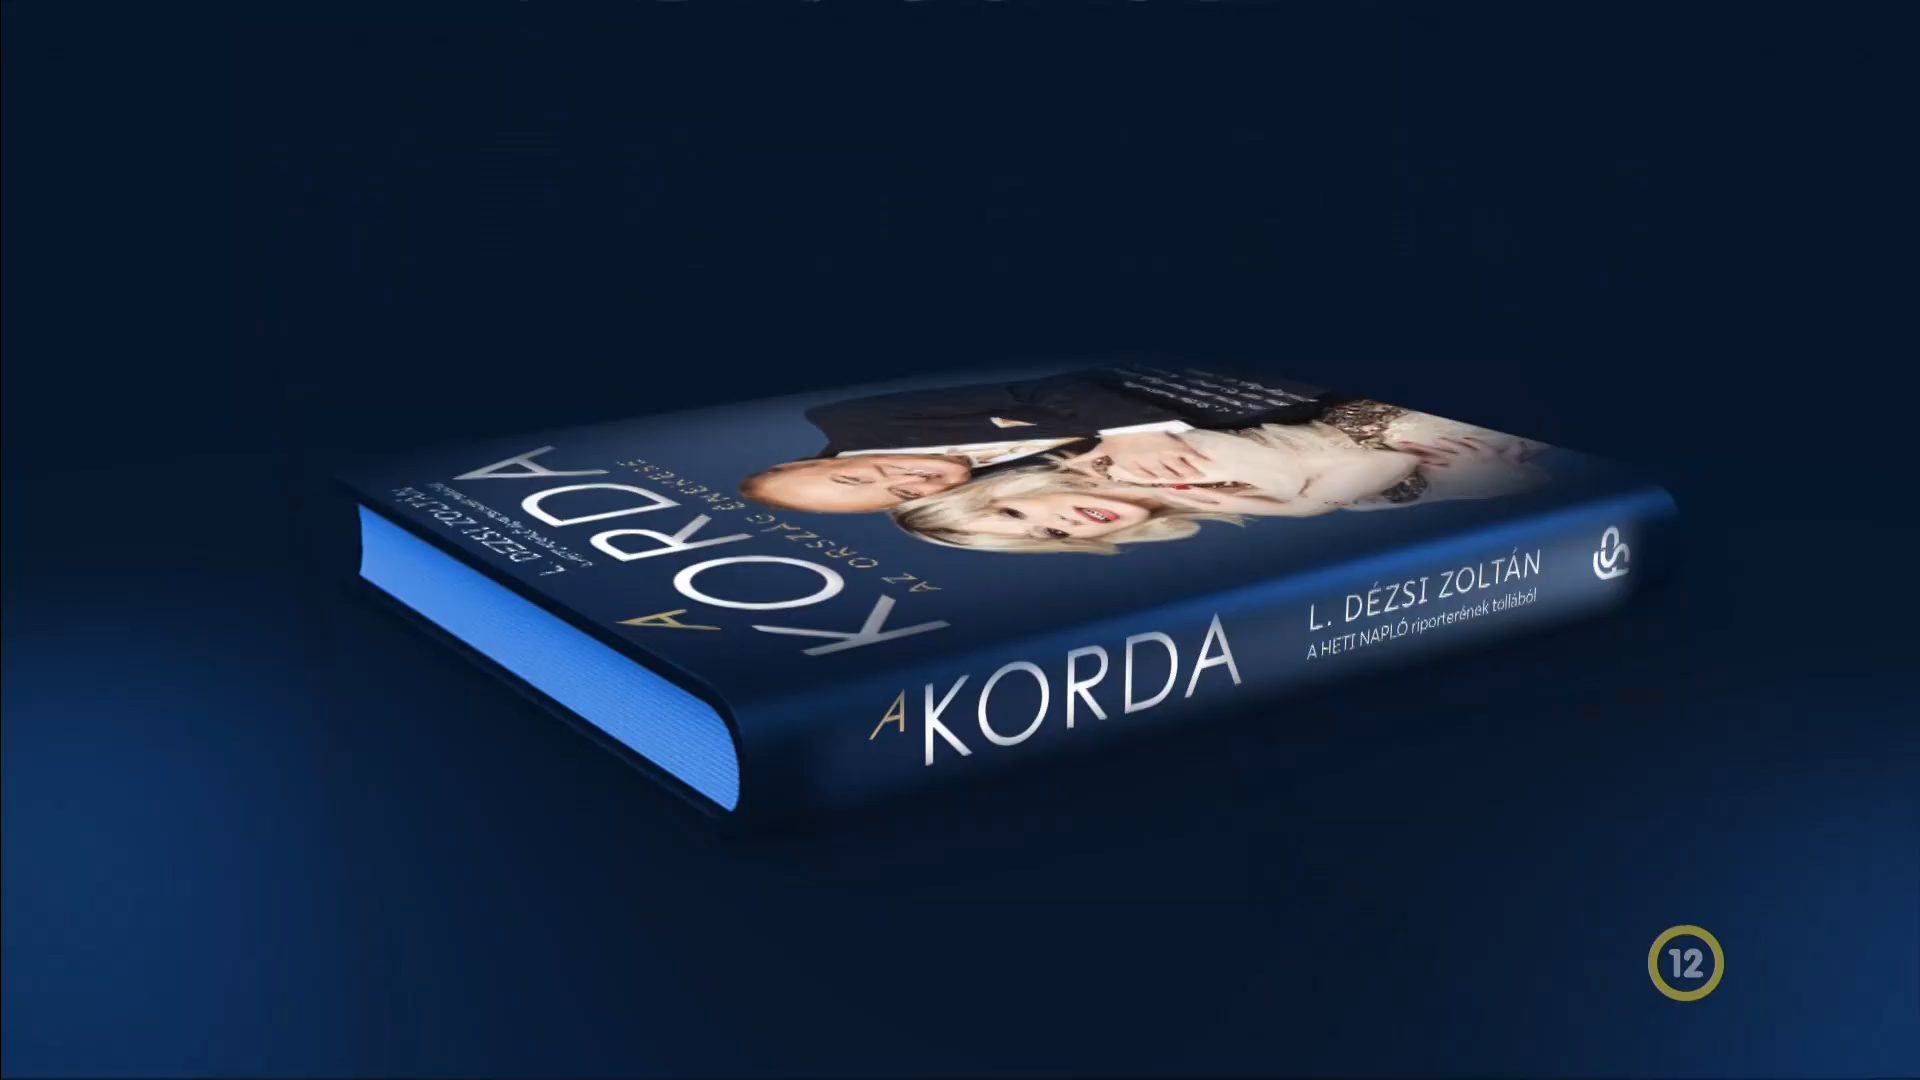 L. DÉZSI ZOLTÁN
A KORDA
AZ ORSZÁG ÉNEKESE
A KORDA
L. DÉZSI ZOLTÁN
A HETI NAPLÓ riporterének tollából
12